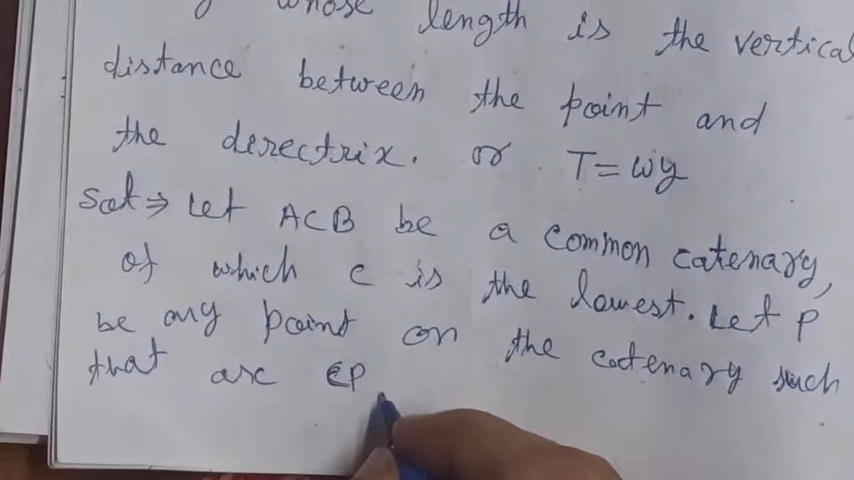 whose length is the vertical
distance between the point and
the derectrix. or T = wy
Sol⇒ Let ACB be a common catenary,
of which c is the lowest. Let P
be any point on the catenary such
that arc CP